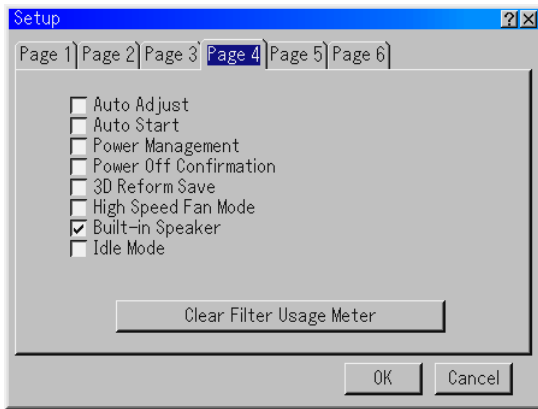 Setup
Page 1 Page 2 Page 3 Page 4 Page 5 Page 6
Auto Adjust
Auto Start
Power Management
Power Off Confirmation
3D Reform Save
High Speed Fan Mode
Built-in Speaker
Idle Mode
Clear Filter Usage Meter
OK Cancel